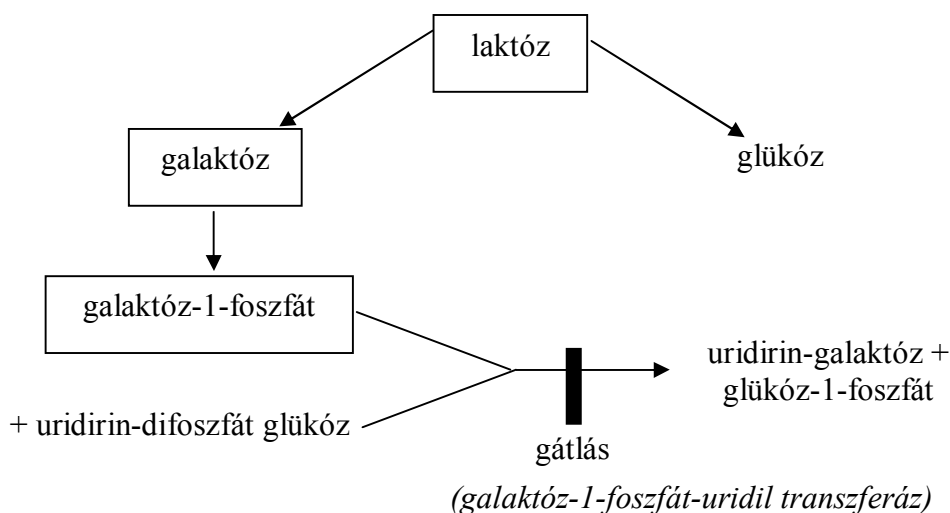 laktóz
galaktóz
glükóz
galaktóz-1-foszfát
uridirin-galaktóz +
glükóz-1-foszfát
+ uridirin-difoszfát glükóz
gátlás
(galaktóz-1-foszfát-uridil transzferáz)